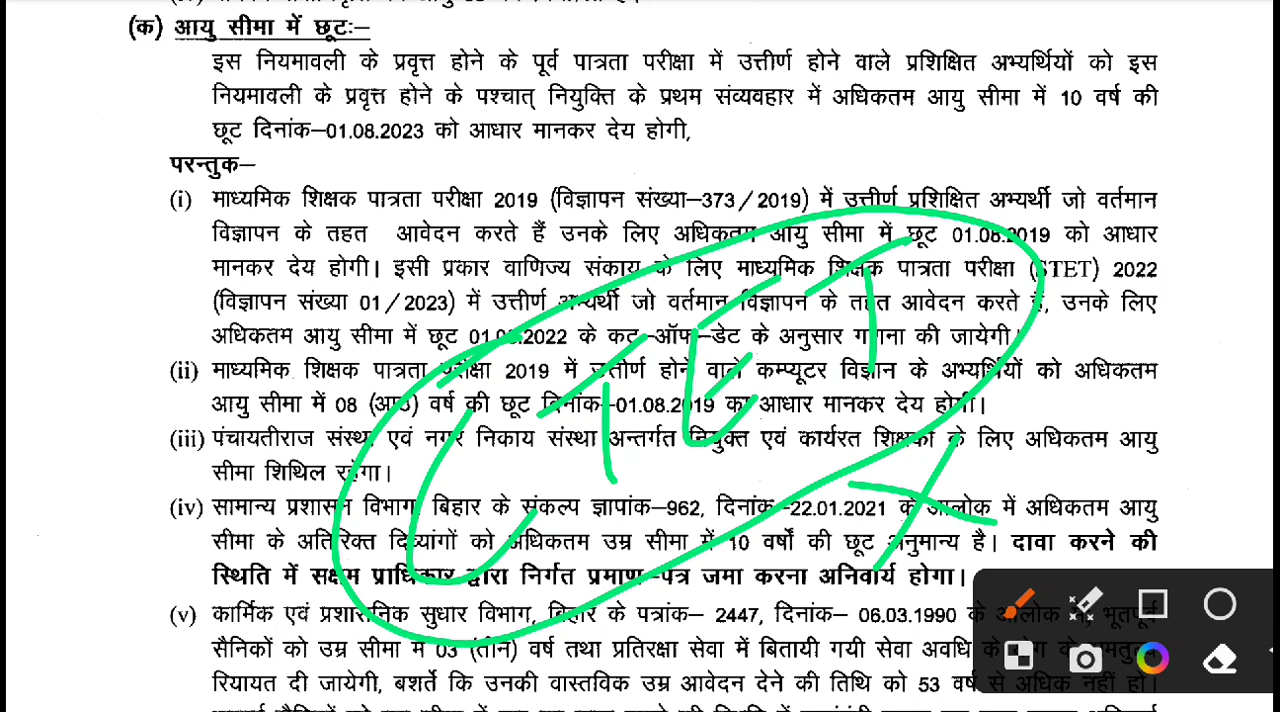 (क) आयु सीमा में छूटः–
इस नियमावली के प्रवृत्त होने के पूर्व पात्रता परीक्षा में उत्तीर्ण होने वाले प्रशिक्षित अभ्यर्थियों को इस
नियमावली के प्रवृत्त होने के पश्चात् नियुक्ति के प्रथम संव्यवहार में अधिकतम आयु सीमा में 10 वर्ष की
छूट दिनांक–01.08.2023 को आधार मानकर देय होगी,
परन्तुक–
(i) माध्यमिक शिक्षक पात्रता परीक्षा 2019 (विज्ञापन संख्या–373/2019) में उत्तीर्ण प्रशिक्षित अभ्यर्थी जो वर्तमान
विज्ञापन के तहत आवेदन करते हैं उनके लिए अधिकतम आयु सीमा में छूट 01.08.2019 को आधार
मानकर देय होगी। इसी प्रकार वाणिज्य संकाय के लिए माध्यमिक शिक्षक पात्रता परीक्षा (STET) 2022
(विज्ञापन संख्या 01/2023) में उत्तीर्ण अभ्यर्थी जो वर्तमान विज्ञापन के तहत आवेदन करते हैं, उनके लिए
अधिकतम आयु सीमा में छूट 01.08.2022 के कट–ऑफ–डेट के अनुसार गणना की जायेगी।
(ii) माध्यमिक शिक्षक पात्रता परीक्षा 2019 में उत्तीर्ण होने वाले कम्प्यूटर विज्ञान के अभ्यर्थियों को अधिकतम
आयु सीमा में 08 (आठ) वर्ष की छूट दिनांक–01.08.2019 को आधार मानकर देय होगी।
(iii) पंचायतीराज संस्था एवं नगर निकाय संस्था अन्तर्गत नियुक्त एवं कार्यरत शिक्षकों के लिए अधिकतम आयु
सीमा शिथिल रहेगा।
(iv) सामान्य प्रशासन विभाग, बिहार के संकल्प ज्ञापांक–962, दिनांक–22.01.2021 के आलोक में अधिकतम आयु
सीमा के अतिरिक्त दिव्यांगों को अधिकतम उम्र सीमा में 10 वर्षों की छूट अनुमान्य है। दावा करने की
स्थिति में सक्षम प्राधिकार द्वारा निर्गत प्रमाण–पत्र जमा करना अनिवार्य होगा।
(v) कार्मिक एवं प्रशासनिक सुधार विभाग, बिहार के पत्रांक– 2447, दिनांक– 06.03.1990 के आलोक में, भूतपूर्व
सैनिकों को उम्र सीमा में 03 (तीन) वर्ष तथा प्रतिरक्षा सेवा में बितायी गयी सेवा अवधि के
रियायत दी जायेगी, बशर्ते कि उनकी वास्तविक उम्र आवेदन देने की तिथि को 53 वर्ष से अधिक नहीं हो।
CTET